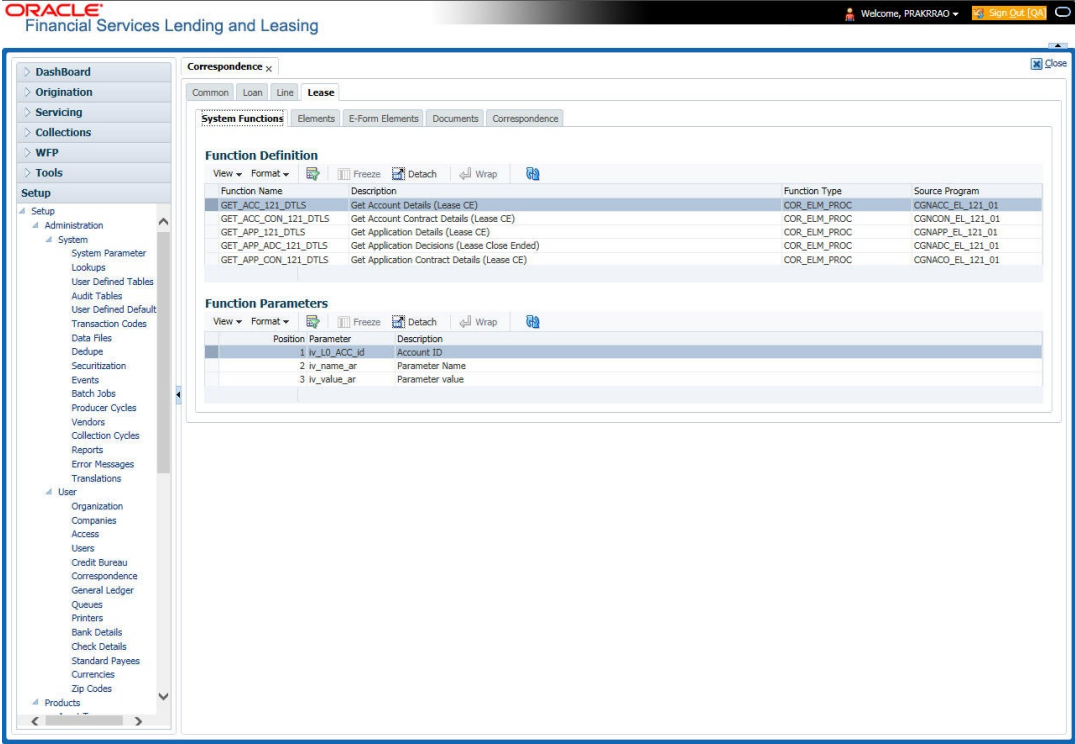 ORACLE®
Financial Services Lending and Leasing
Welcome, PRAKRRAO
Sign Out [QA]
DashBoard
Origination
Servicing
Collections
WFP
Tools
Setup
Setup
Administration
System
System Parameter
Lookups
User Defined Tables
Audit Tables
User Defined Default
Transaction Codes
Data Files
Dedupe
Securitization
Events
Batch Jobs
Producer Cycles
Vendors
Collection Cycles
Reports
Error Messages
Translations
User
Organization
Companies
Access
Users
Credit Bureau
Correspondence
General Ledger
Queues
Printers
Bank Details
Check Details
Standard Payees
Currencies
Zip Codes
Products
Correspondence x
Close
Common Loan Line Lease
System Functions Elements E-Form Elements Documents Correspondence
Function Definition
View Format Freeze Detach Wrap
Function Name Description Function Type Source Program
GET_ACC_121_DTLS Get Account Details (Lease CE) COR_ELM_PROC CGNACC_EL_121_01
GET_ACC_CON_121_DTLS Get Account Contract Details (Lease CE) COR_ELM_PROC CGNCON_EL_121_01
GET_APP_121_DTLS Get Application Details (Lease CE) COR_ELM_PROC CGNAPP_EL_121_01
GET_APP_ADC_121_DTLS Get Application Decisions (Lease Close Ended) COR_ELM_PROC CGNADC_EL_121_01
GET_APP_CON_121_DTLS Get Application Contract Details (Lease CE) COR_ELM_PROC CGNACO_EL_121_01
Function Parameters
View Format Freeze Detach Wrap
Position Parameter Description
1 iv_L0_ACC_id Account ID
2 iv_name_ar Parameter Name
3 iv_value_ar Parameter value